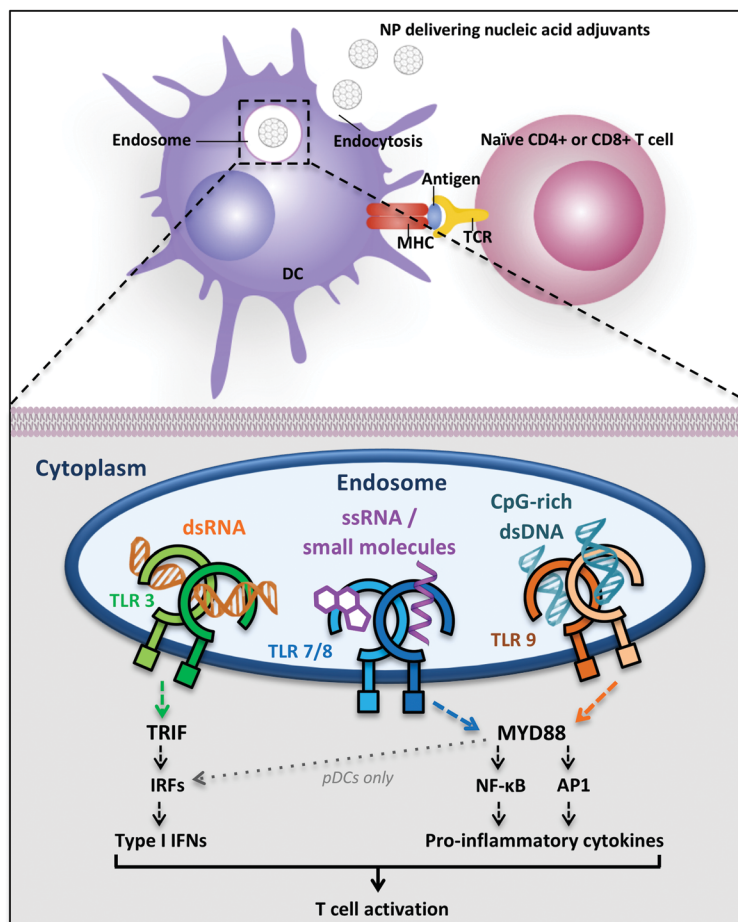 NP delivering nucleic acid adjuvants
Endosome
Endocytosis
Naïve CD4+ or CD8+ T cell
Antigen
MHC
TCR
DC
Cytoplasm
Endosome
dsRNA
ssRNA /
small molecules
CpG-rich
dsDNA
TLR 3
TLR 7/8
TLR 9
TRIF
MYD88
pDCs only
IRFs
NF-κB
AP1
Type I IFNs
Pro-inflammatory cytokines
T cell activation